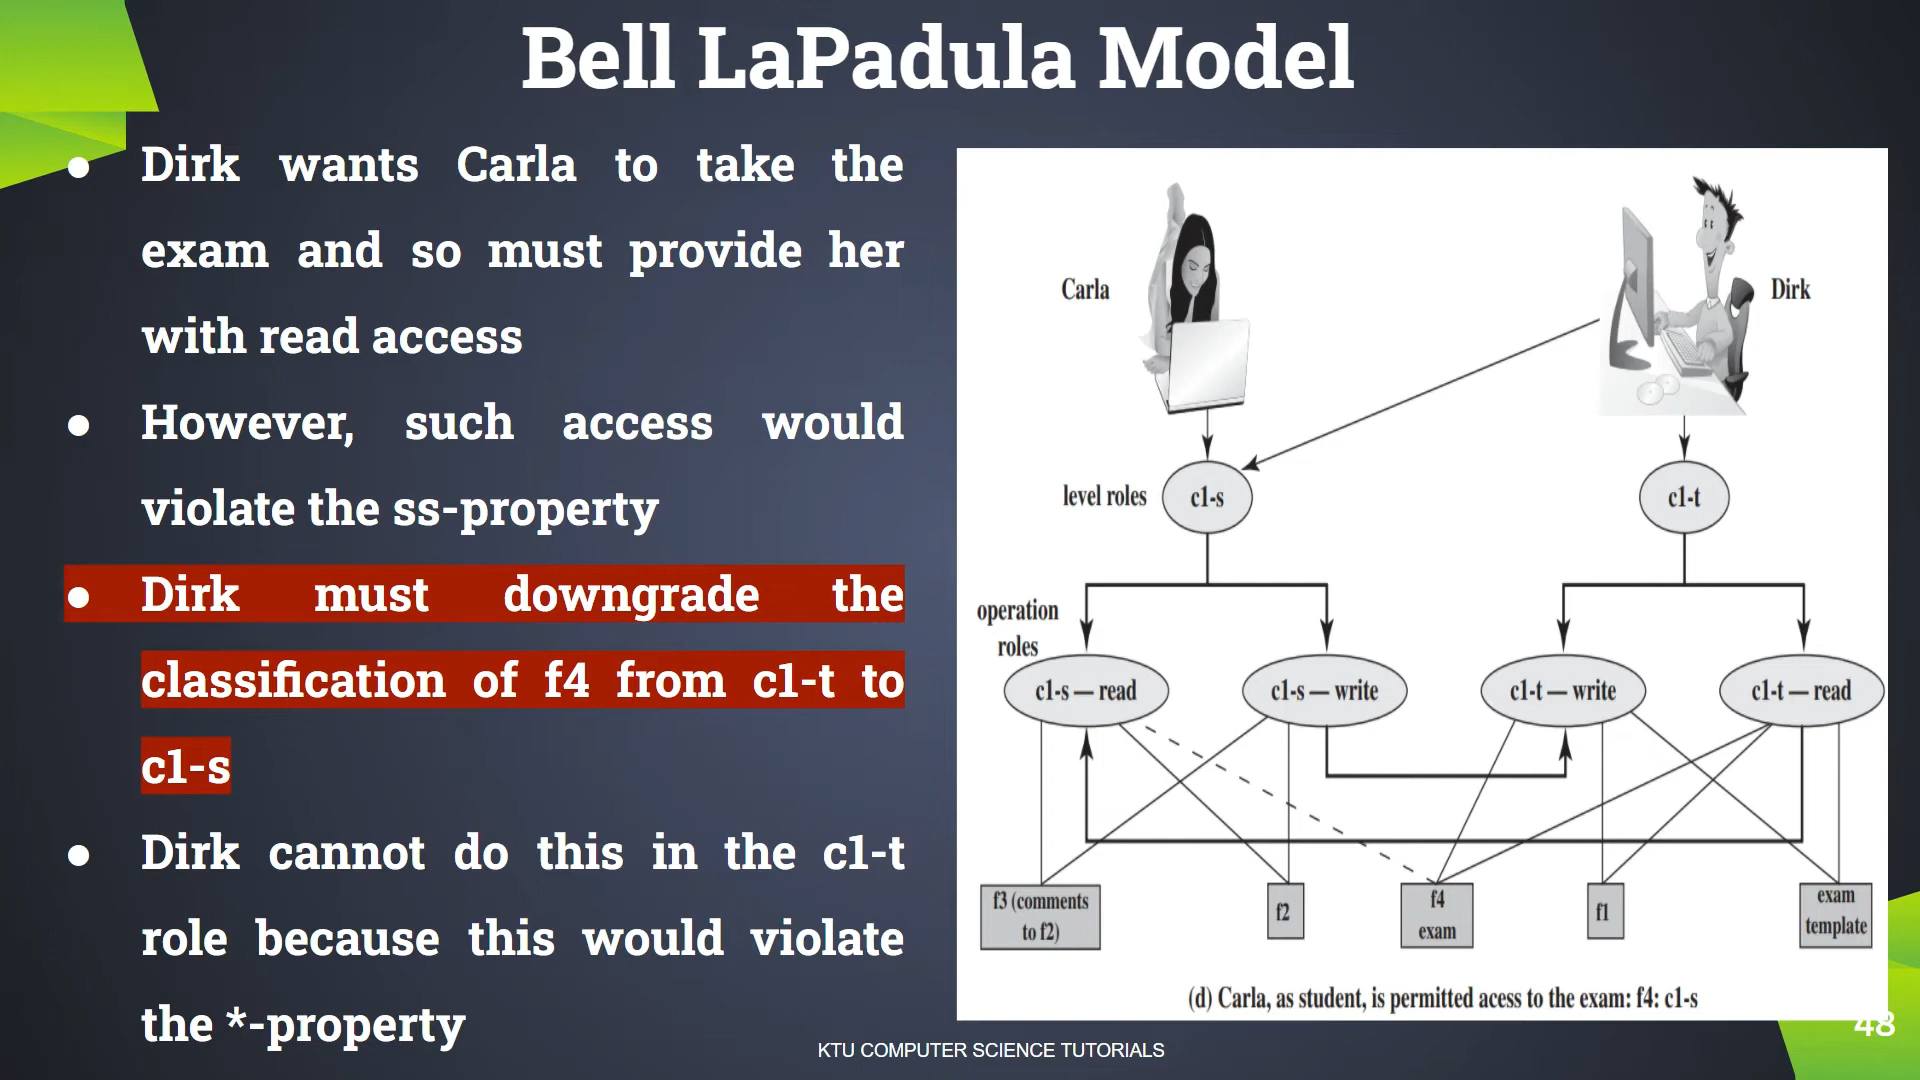 Bell LaPadula Model
● Dirk wants Carla to take the
exam and so must provide her
with read access
● However, such access would
violate the ss-property
● Dirk must downgrade the
classification of f4 from c1-t to
c1-s
● Dirk cannot do this in the c1-t
role because this would violate
the *-property
Carla
Dirk
level roles
c1-s
c1-t
operation
roles
c1-s — read
c1-s — write
c1-t — write
c1-t — read
f3 (comments
to f2)
f2
f4
exam
f1
exam
template
(d) Carla, as student, is permitted acess to the exam: f4: c1-s
48
KTU COMPUTER SCIENCE TUTORIALS